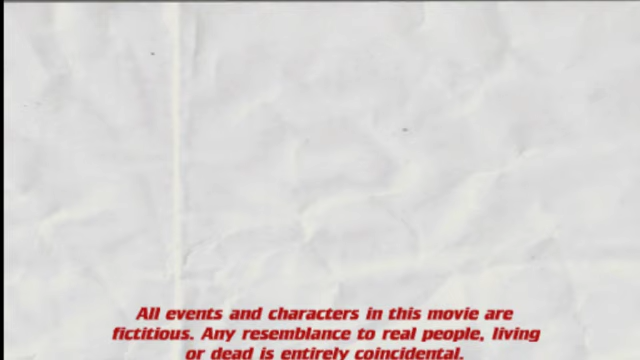 All events and characters in this movie are
fictitious. Any resemblance to real people, living
or dead is entirely coincidental.